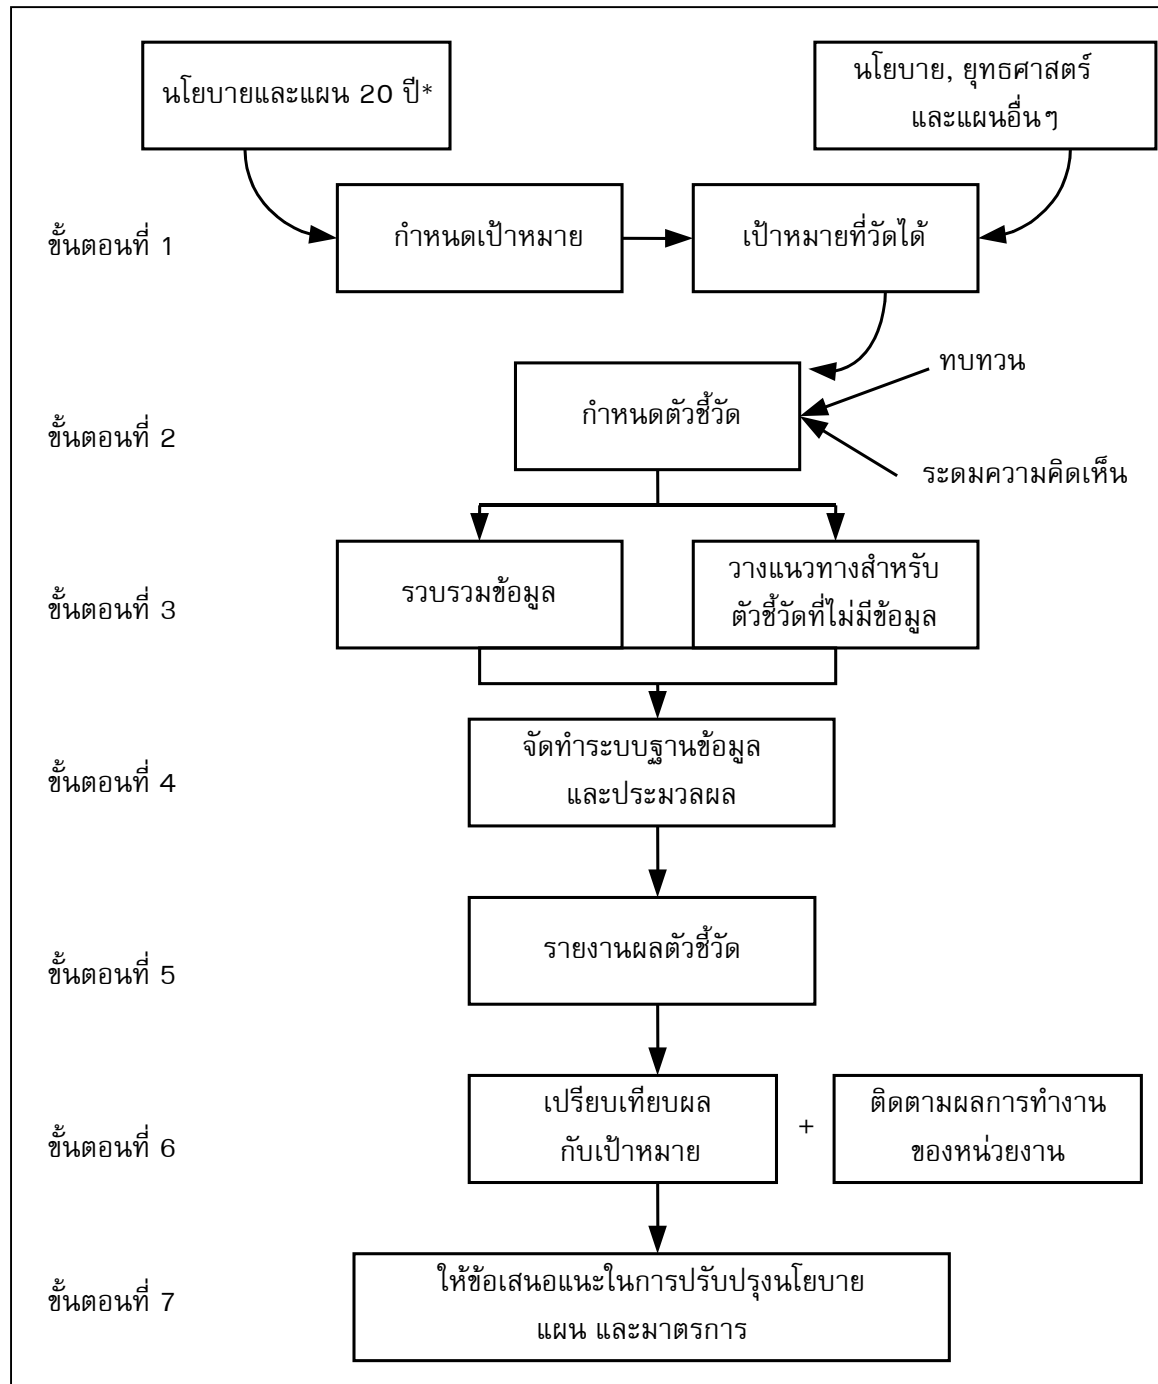 นโยบายและแผน 20 ปี*
นโยบาย, ยุทธศาสตร์
และแผนอื่นๆ
ขั้นตอนที่ 1
กำหนดเป้าหมาย
เป้าหมายที่วัดได้
ทบทวน
ขั้นตอนที่ 2
กำหนดตัวชี้วัด
ระดมความคิดเห็น
ขั้นตอนที่ 3
รวบรวมข้อมูล
วางแนวทางสำหรับ
ตัวชี้วัดที่ไม่มีข้อมูล
ขั้นตอนที่ 4
จัดทำระบบฐานข้อมูล
และประมวลผล
ขั้นตอนที่ 5
รายงานผลตัวชี้วัด
ขั้นตอนที่ 6
เปรียบเทียบผล
กับเป้าหมาย
+
ติดตามผลการทำงาน
ของหน่วยงาน
ขั้นตอนที่ 7
ให้ข้อเสนอแนะในการปรับปรุงนโยบาย
แผน และมาตรการ